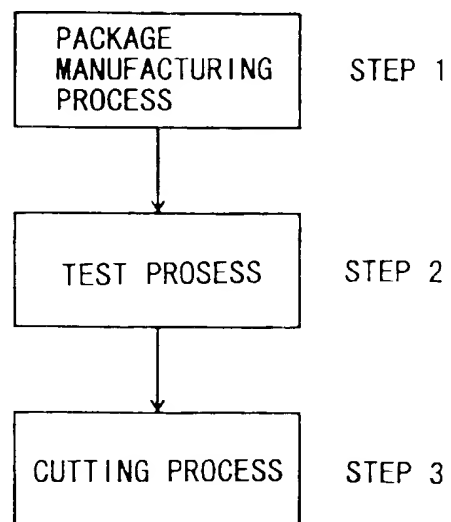 PACKAGE
MANUFACTURING
PROCESS
STEP 1
TEST PROSESS
STEP 2
CUTTING PROCESS
STEP 3